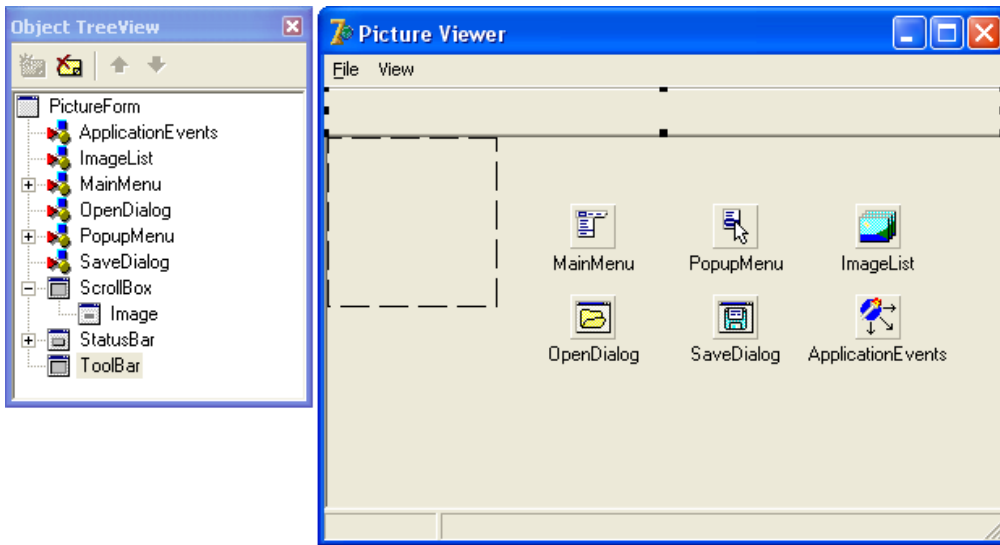 Object TreeView
PictureForm
ApplicationEvents
ImageList
MainMenu
OpenDialog
PopupMenu
SaveDialog
ScrollBox
Image
StatusBar
ToolBar
Picture Viewer
File View
MainMenu PopupMenu ImageList
OpenDialog SaveDialog ApplicationEvents